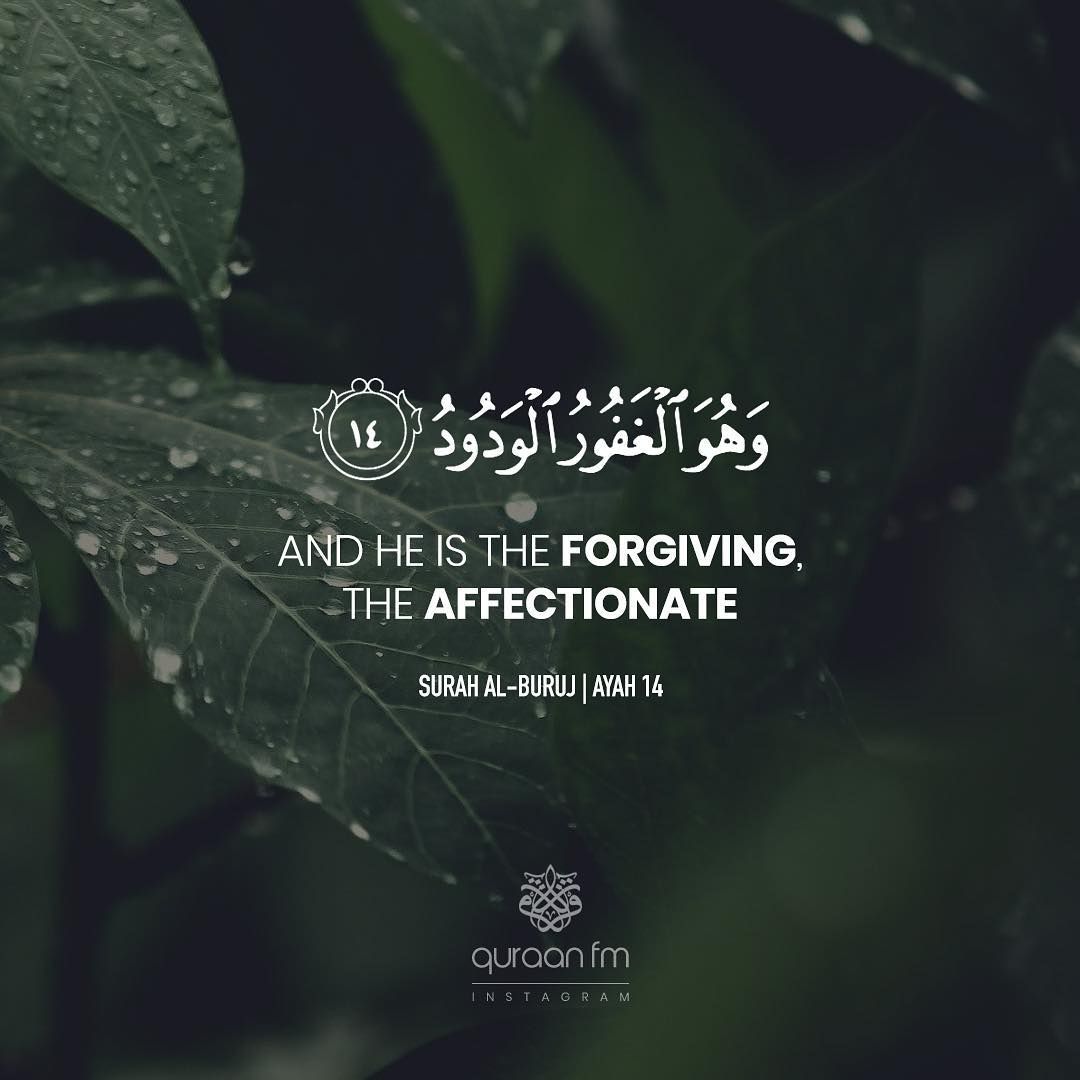 وَهُوَ ٱلْغَفُورُ ٱلْوَدُودُ ١٤
AND HE IS THE FORGIVING,
THE AFFECTIONATE
SURAH AL-BURUJ | AYAH 14
quraan fm
INSTAGRAM